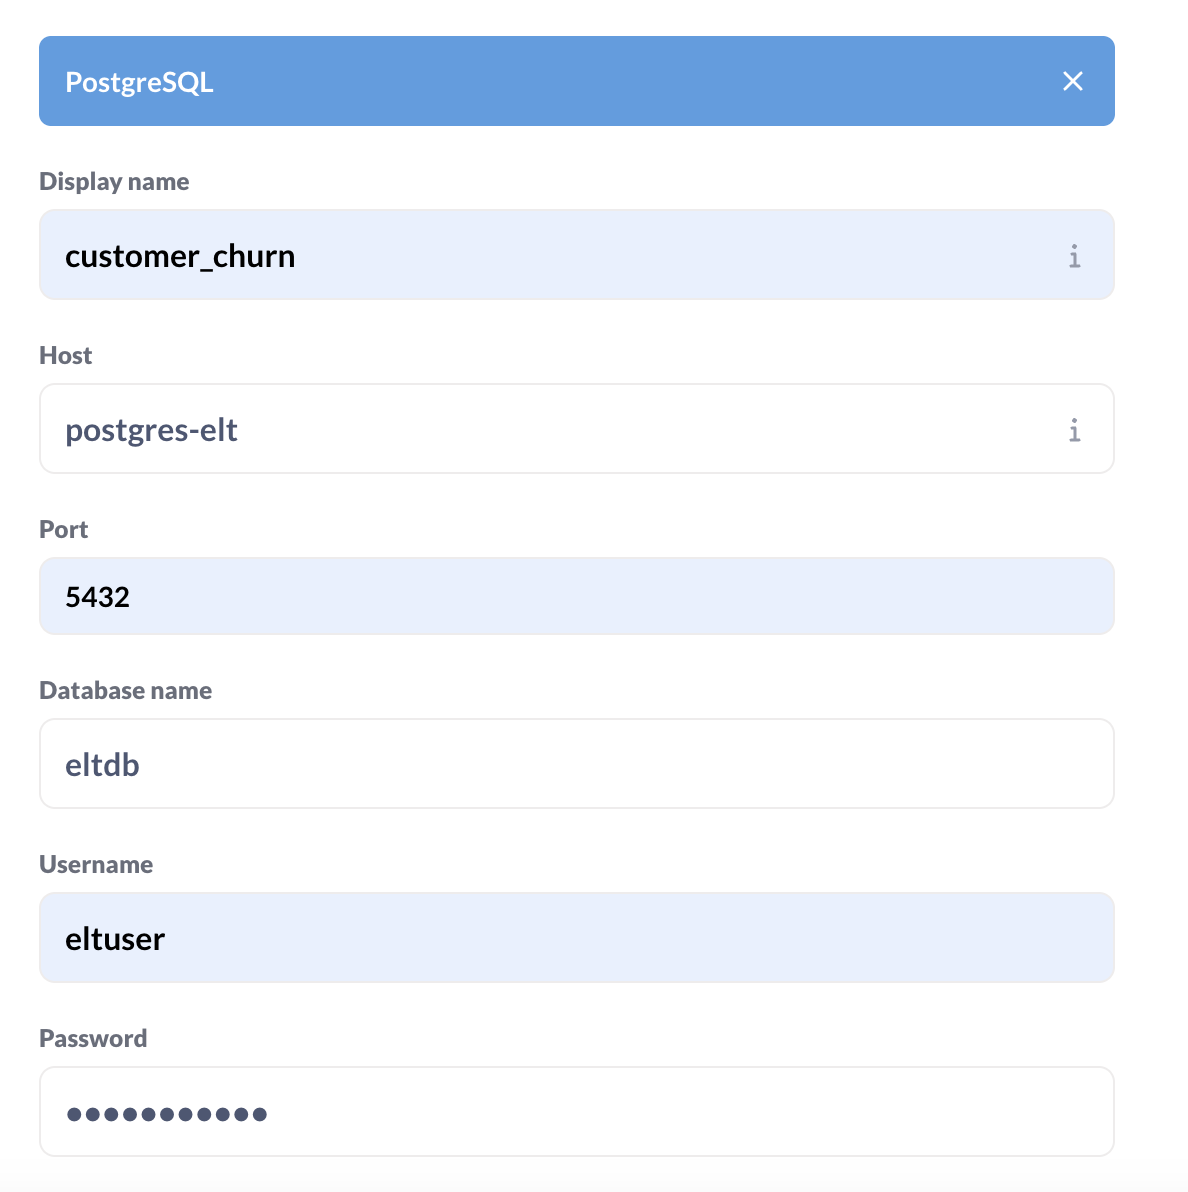 PostgreSQL
Display name
customer_churn
Host
postgres-elt
Port
5432
Database name
eltdb
Username
eltuser
Password
•••••••••••